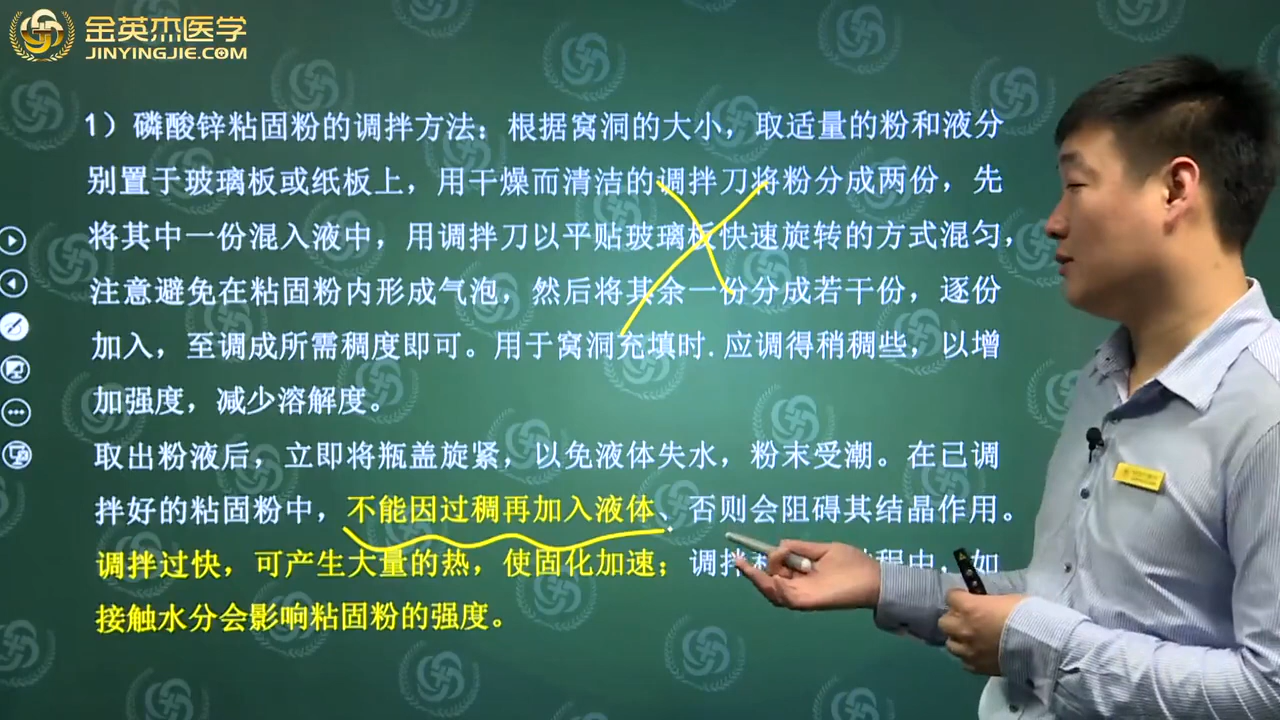 金英杰医学
JINYINGJIE.COM
1）磷酸锌粘固粉的调拌方法：根据窝洞的大小，取适量的粉和液分
别置于玻璃板或纸板上，用干燥而清洁的调拌刀将粉分成两份，先
将其中一份混入液中，用调拌刀以平贴玻璃板快速旋转的方式混匀，
注意避免在粘固粉内形成气泡，然后将其余一份分成若干份，逐份
加入，至调成所需稠度即可。用于窝洞充填时.应调得稍稠些，以增
加强度，减少溶解度。
取出粉液后，立即将瓶盖旋紧，以免液体失水，粉末受潮。在已调
拌好的粘固粉中，不能因过稠再加入液体、否则会阻碍其结晶作用。
调拌过快，可产生大量的热，使固化加速；调拌 程中，如
接触水分会影响粘固粉的强度。